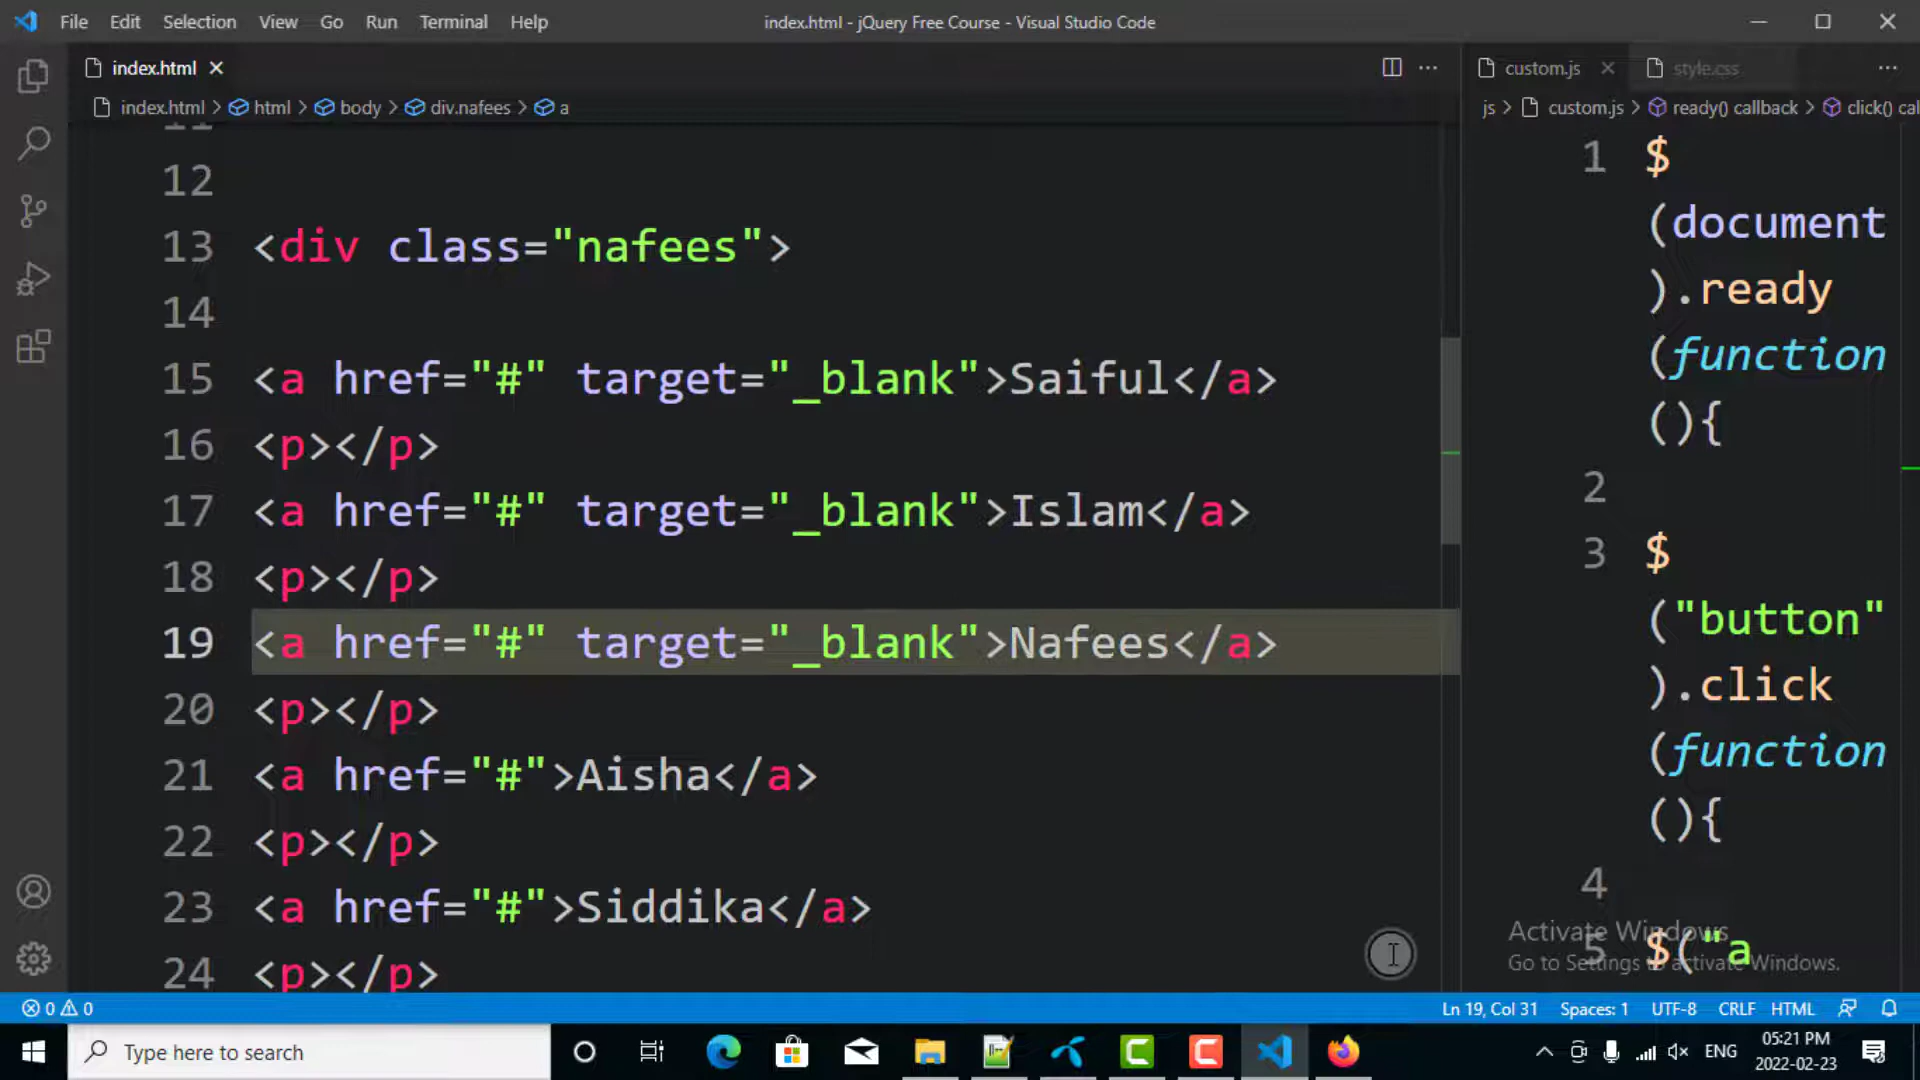 File Edit Selection View Go Run Terminal Help
index.html - jQuery Free Course - Visual Studio Code
index.html
index.html > html > body > div.nafees > a
11
12
13 <div class="nafees">
14
15 <a href="#" target="_blank">Saiful</a>
16 <p></p>
17 <a href="#" target="_blank">Islam</a>
18 <p></p>
19 <a href="#" target="_blank">Nafees</a>
20 <p></p>
21 <a href="#">Aisha</a>
22 <p></p>
23 <a href="#">Siddika</a>
24 <p></p>
custom.js
style.css
js > custom.js > ready() callback > click() cal
1 $
(document
).ready
(function
(){
2
3 $
("button"
).click
(function
(){
4
5 $("a
Activate Windows
Go to Settings to activate Windows.
0 0
Ln 19, Col 31 Spaces: 1 UTF-8 CRLF HTML
Type here to search
ENG
05:21 PM
2022-02-23